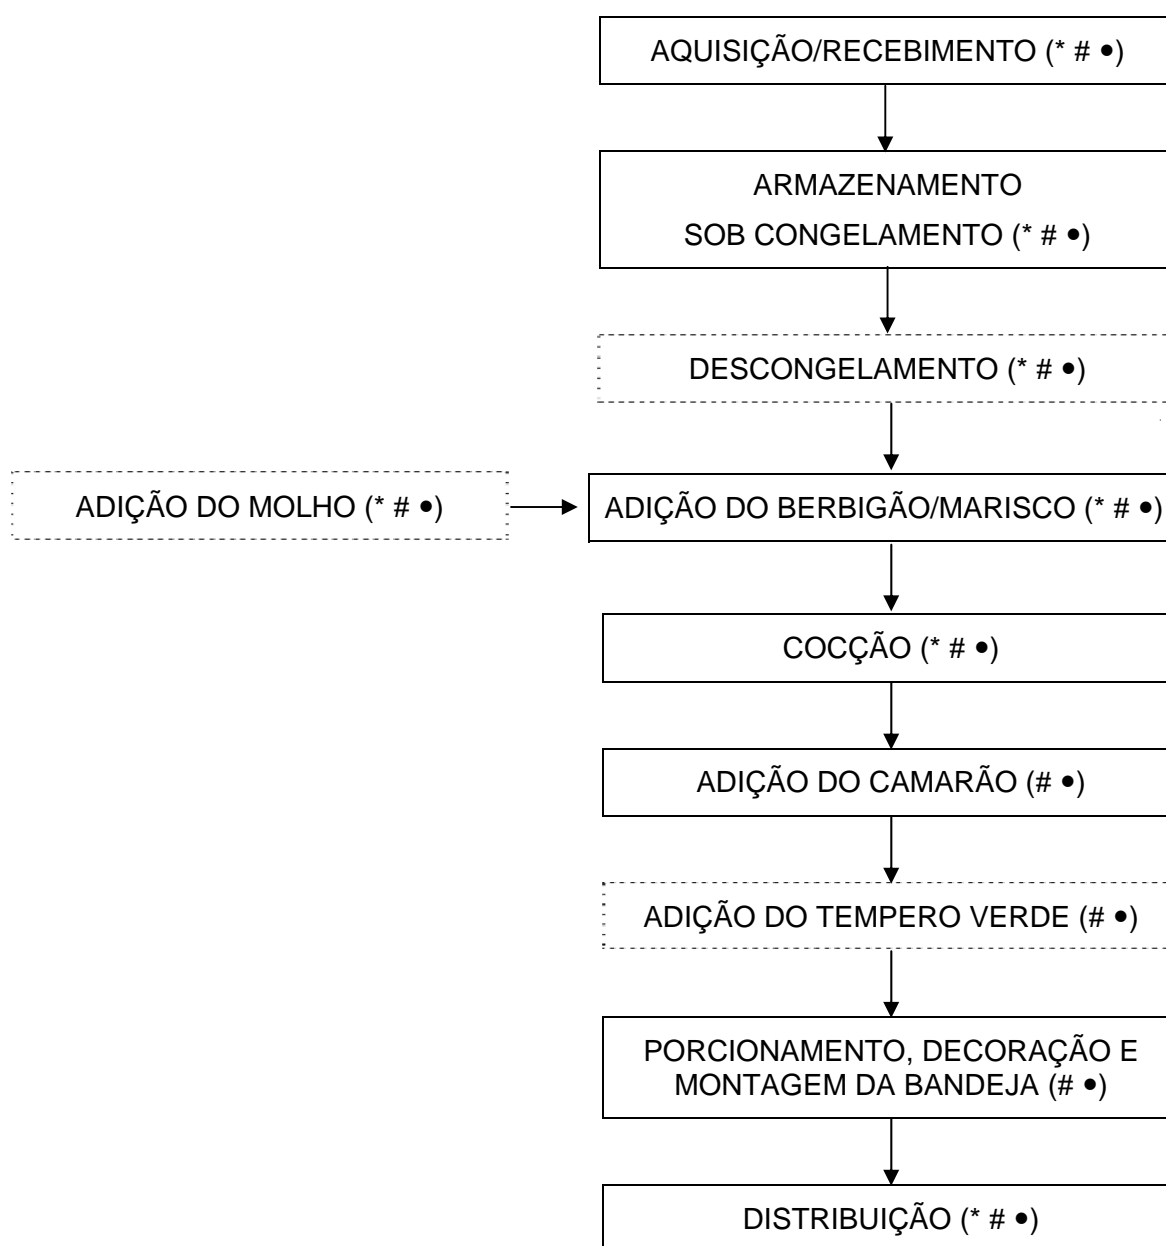 AQUISIÇÃO/RECEBIMENTO (* # •)
ARMAZENAMENTO
SOB CONGELAMENTO (* # •)
DESCONGELAMENTO (* # •)
ADIÇÃO DO MOLHO (* # •)
ADIÇÃO DO BERBIGÃO/MARISCO (* # •)
COCÇÃO (* # •)
ADIÇÃO DO CAMARÃO (# •)
ADIÇÃO DO TEMPERO VERDE (# •)
PORCIONAMENTO, DECORAÇÃO E
MONTAGEM DA BANDEJA (# •)
DISTRIBUIÇÃO (* # •)